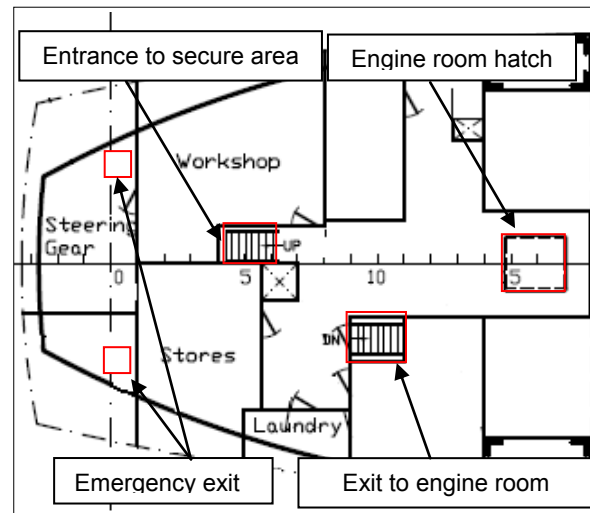 Entrance to secure area
Engine room hatch
Workshop
Steering
Gear
UP
0
5
10
5
DN
Stores
Laundry
Emergency exit
Exit to engine room